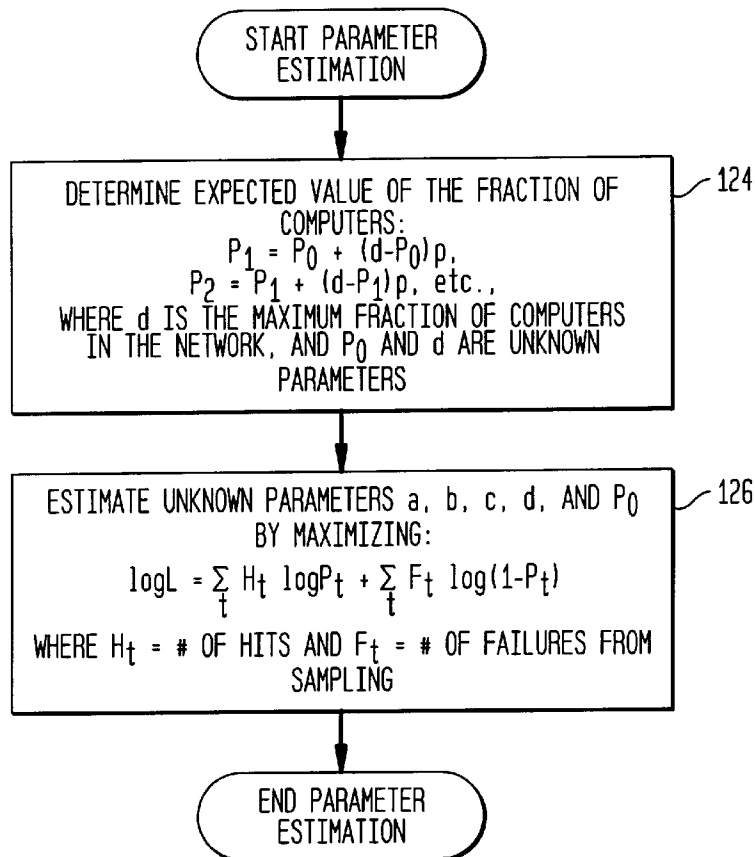 START PARAMETER
ESTIMATION
124
DETERMINE EXPECTED VALUE OF THE FRACTION OF
COMPUTERS:
P₁ = P₀ + (d-P₀)p,
P₂ = P₁ + (d-P₁)p, etc.,
WHERE d IS THE MAXIMUM FRACTION OF COMPUTERS
IN THE NETWORK, AND P₀ AND d ARE UNKNOWN
PARAMETERS
126
ESTIMATE UNKNOWN PARAMETERS a, b, c, d, AND P₀
BY MAXIMIZING:
logL = Σ Hₜ logPₜ + Σ Fₜ log(1-Pₜ)
t t
WHERE Hₜ = # OF HITS AND Fₜ = # OF FAILURES FROM
SAMPLING
END PARAMETER
ESTIMATION